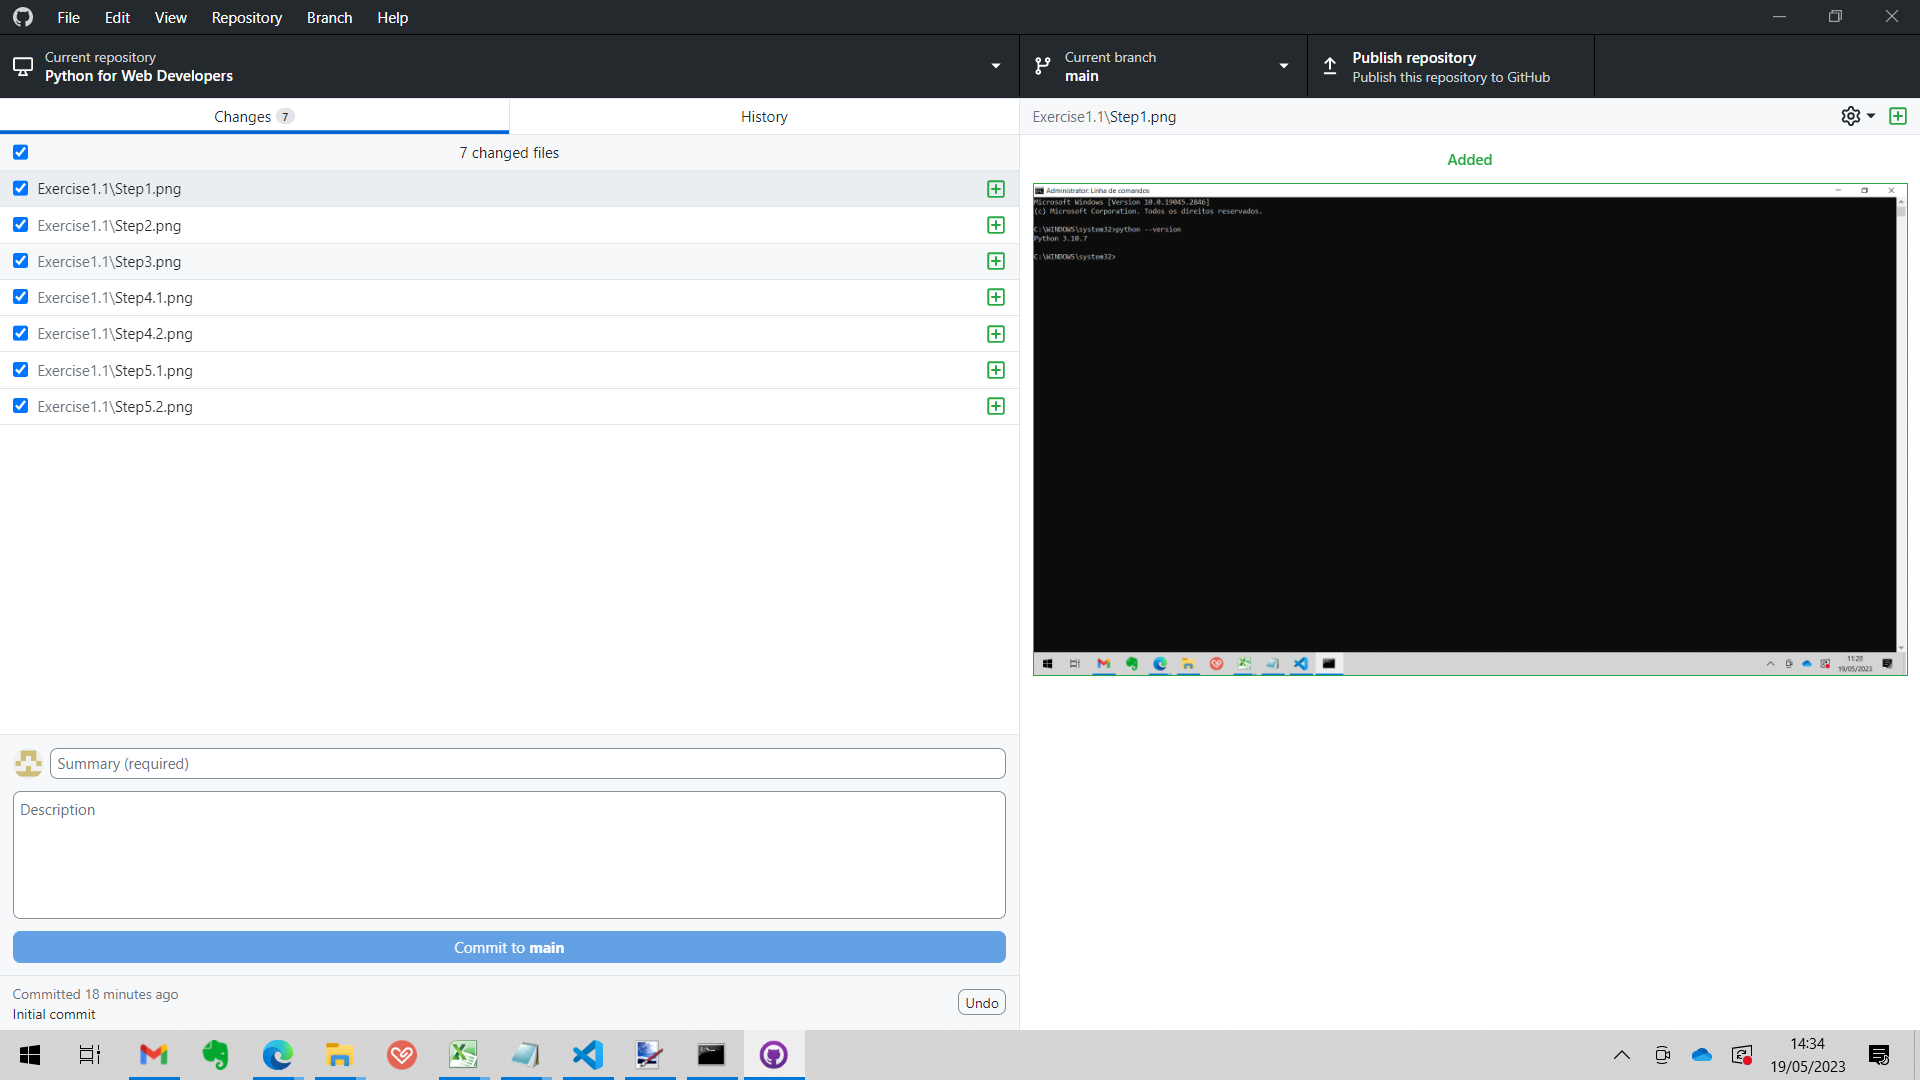 File Edit View Repository Branch Help
Current repository
Python for Web Developers
Current branch
main
Publish repository
Publish this repository to GitHub
Changes 7
History
Exercise1.1\Step1.png
7 changed files
Added
Exercise1.1\Step1.png
Exercise1.1\Step2.png
Exercise1.1\Step3.png
Exercise1.1\Step4.1.png
Exercise1.1\Step4.2.png
Exercise1.1\Step5.1.png
Exercise1.1\Step5.2.png
Administrator: Linha de comandos
Microsoft Windows [Version 10.0.19045.2846]
(c) Microsoft Corporation. Todos os direitos reservados.
C:\WINDOWS\system32>python --version
Python 3.10.7
C:\WINDOWS\system32>
11:20
19/05/2023
Summary (required)
Description
Commit to main
Committed 18 minutes ago
Initial commit
Undo
14:34
19/05/2023